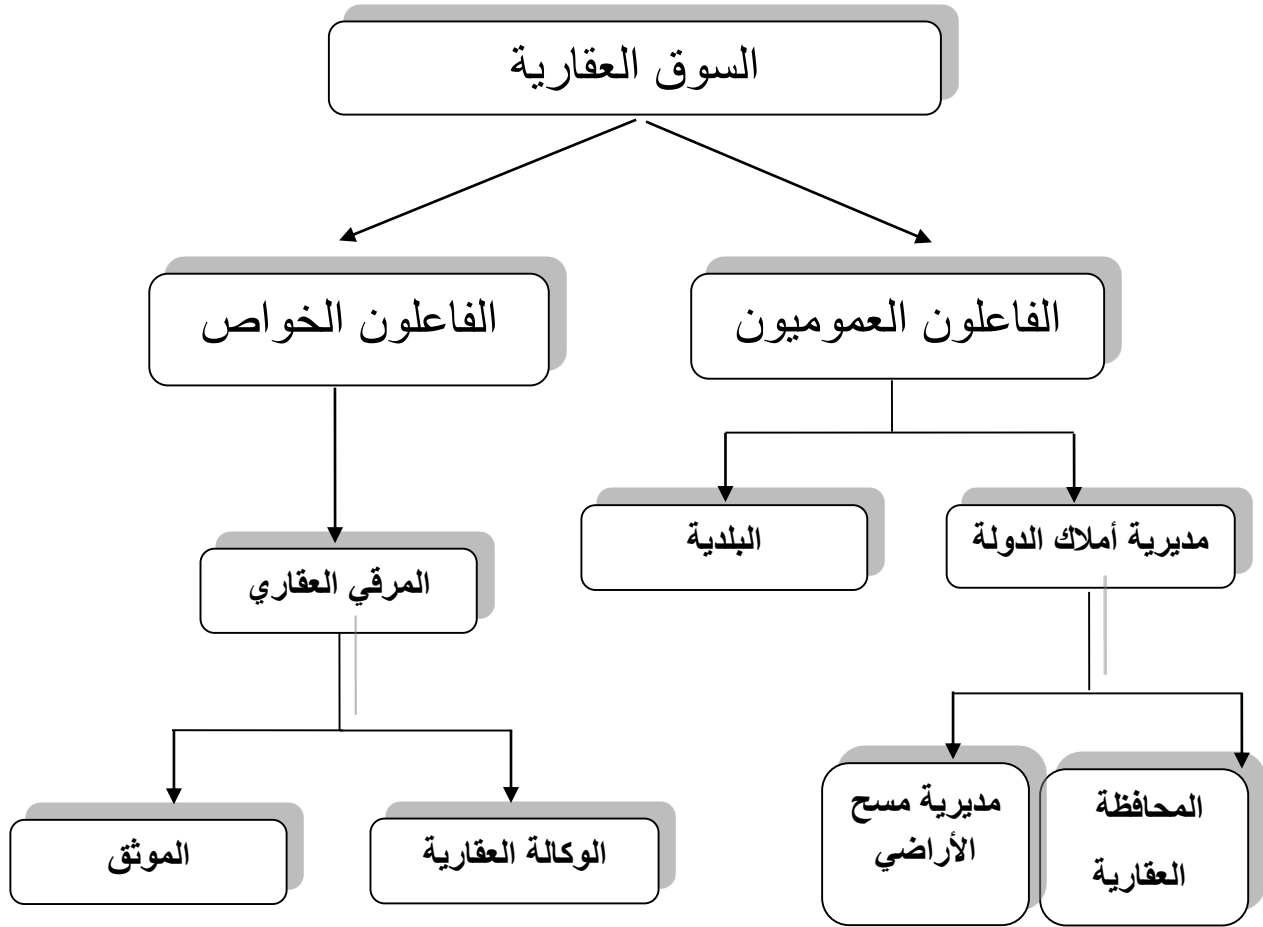 السوق العقارية
الفاعلون العموميون
الفاعلون الخواص
مديرية أملاك الدولة
البلدية
المرقي العقاري
المحافظة
العقارية
مديرية مسح
الأراضي
الوكالة العقارية
الموثق